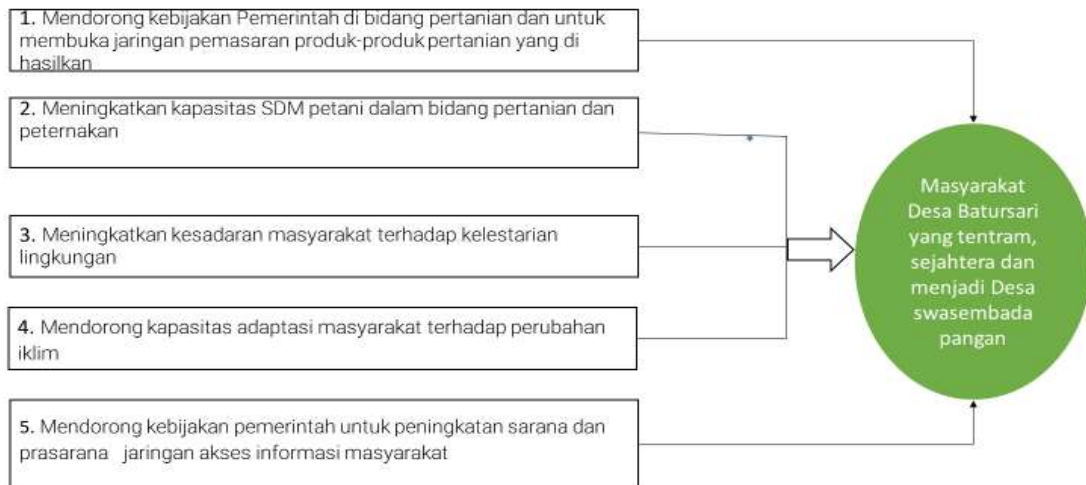 1. Mendorong kebijakan Pemerintah di bidang pertanian dan untuk
membuka jaringan pemasaran produk-produk pertanian yang di
hasilkan
2. Meningkatkan kapasitas SDM petani dalam bidang pertanian dan
peternakan
3. Meningkatkan kesadaran masyarakat terhadap kelestarian
lingkungan
4. Mendorong kapasitas adaptasi masyarakat terhadap perubahan
iklim
5. Mendorong kebijakan pemerintah untuk peningkatan sarana dan
prasarana jaringan akses informasi masyarakat
Masyarakat
Desa Batursari
yang tentram,
sejahtera dan
menjadi Desa
swasembada
pangan